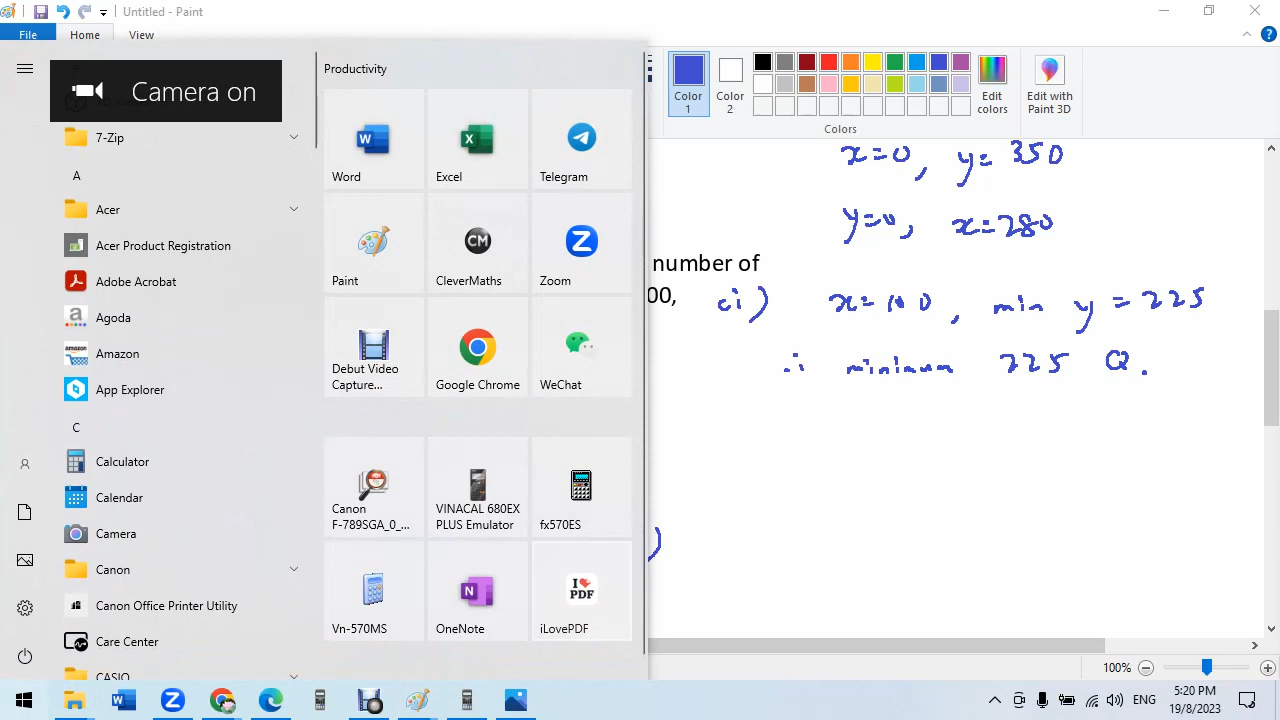 Untitled - Paint
File
Home
View
Camera on
7-Zip
A
Acer
Acer Product Registration
Adobe Acrobat
Agoda
Amazon
App Explorer
C
Calculator
Calendar
Camera
Canon
Canon Office Printer Utility
Care Center
CASIO
Productivity
Word
Excel
Telegram
Paint
CleverMaths
Zoom
Debut Video
Capture...
Google Chrome
WeChat
Canon
F-789SGA_0_...
VINACAL 680EX
PLUS Emulator
fx570ES
Vn-570MS
OneNote
iLovePDF
Color
1
Color
2
Edit
colors
Edit with
Paint 3D
Colors
x=0, y= 350
y=0, x=280
number of
00,
ci) x=100, min y = 225
∴ minimum 225 Q.
)
100%
ENG
5:20 PM
19/8/2023